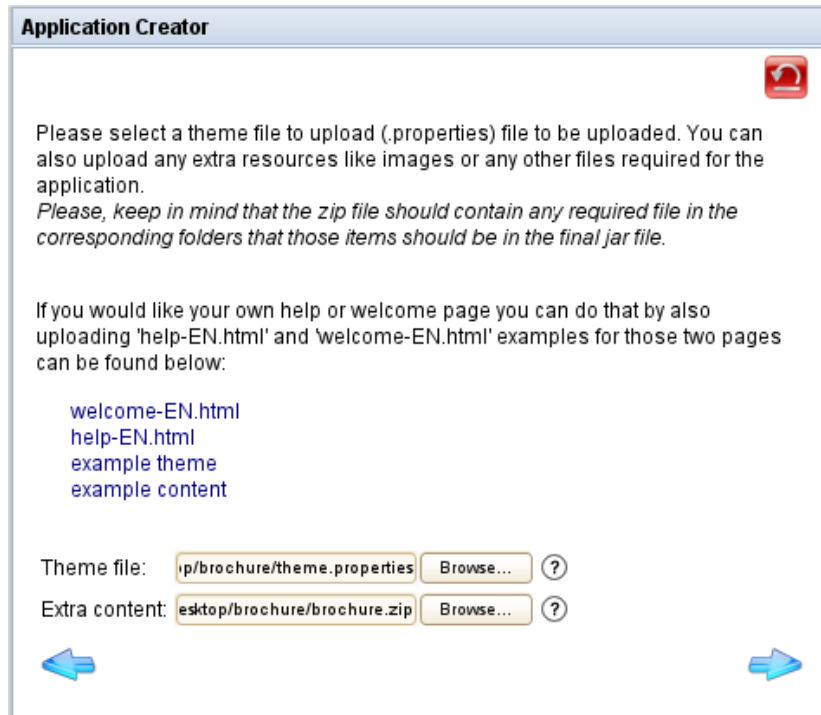 Application Creator
Please select a theme file to upload (.properties) file to be uploaded. You can
also upload any extra resources like images or any other files required for the
application.
Please, keep in mind that the zip file should contain any required file in the
corresponding folders that those items should be in the final jar file.
If you would like your own help or welcome page you can do that by also
uploading 'help-EN.html' and 'welcome-EN.html' examples for those two pages
can be found below:
welcome-EN.html
help-EN.html
example theme
example content
Theme file: p/brochure/theme.properties Browse... ?
Extra content: esktop/brochure/brochure.zip Browse... ?